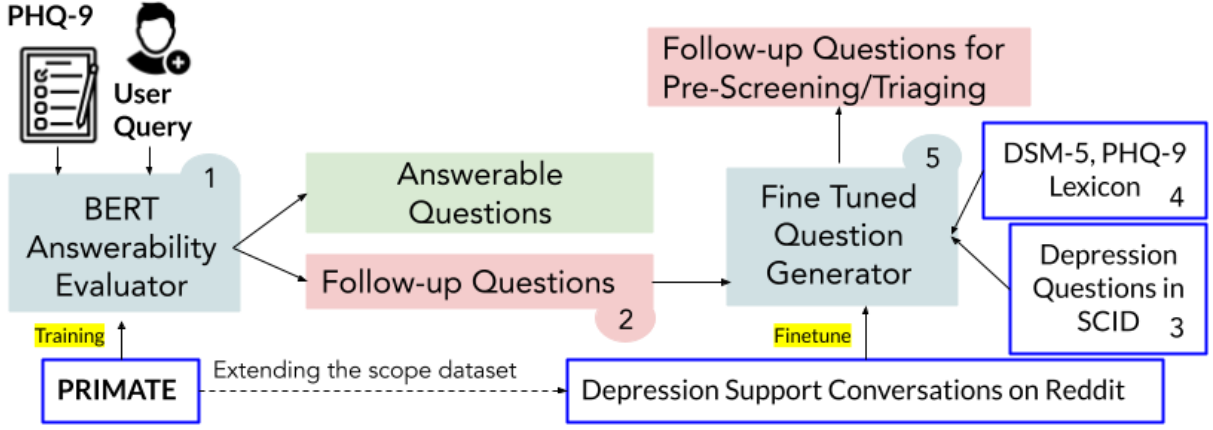 PHQ-9
User
Query
1
BERT
Answerability
Evaluator
Answerable
Questions
Follow-up Questions
2
Follow-up Questions for
Pre-Screening/Triaging
5
Fine Tuned
Question
Generator
DSM-5, PHQ-9
Lexicon 4
Depression
Questions in
SCID 3
Training
Finetune
PRIMATE
Extending the scope dataset
Depression Support Conversations on Reddit